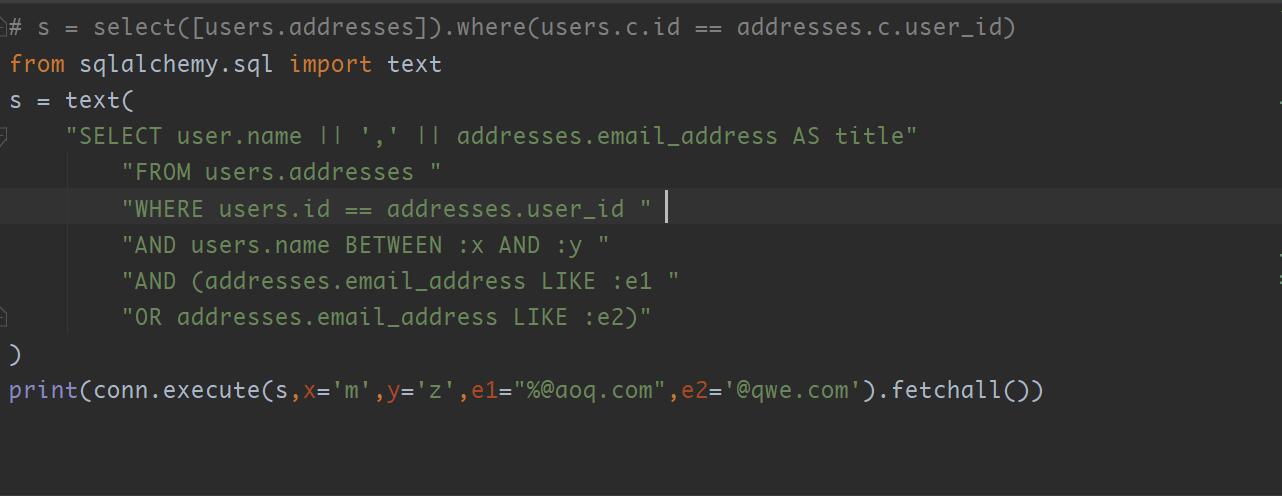 # s = select([users.addresses]).where(users.c.id == addresses.c.user_id)
from sqlalchemy.sql import text
s = text(
"SELECT user.name || ',' || addresses.email_address AS title"
"FROM users.addresses "
"WHERE users.id == addresses.user_id "
"AND users.name BETWEEN :x AND :y "
"AND (addresses.email_address LIKE :e1 "
"OR addresses.email_address LIKE :e2)"
)
print(conn.execute(s,x='m',y='z',e1="%@aoq.com",e2='@qwe.com').fetchall())